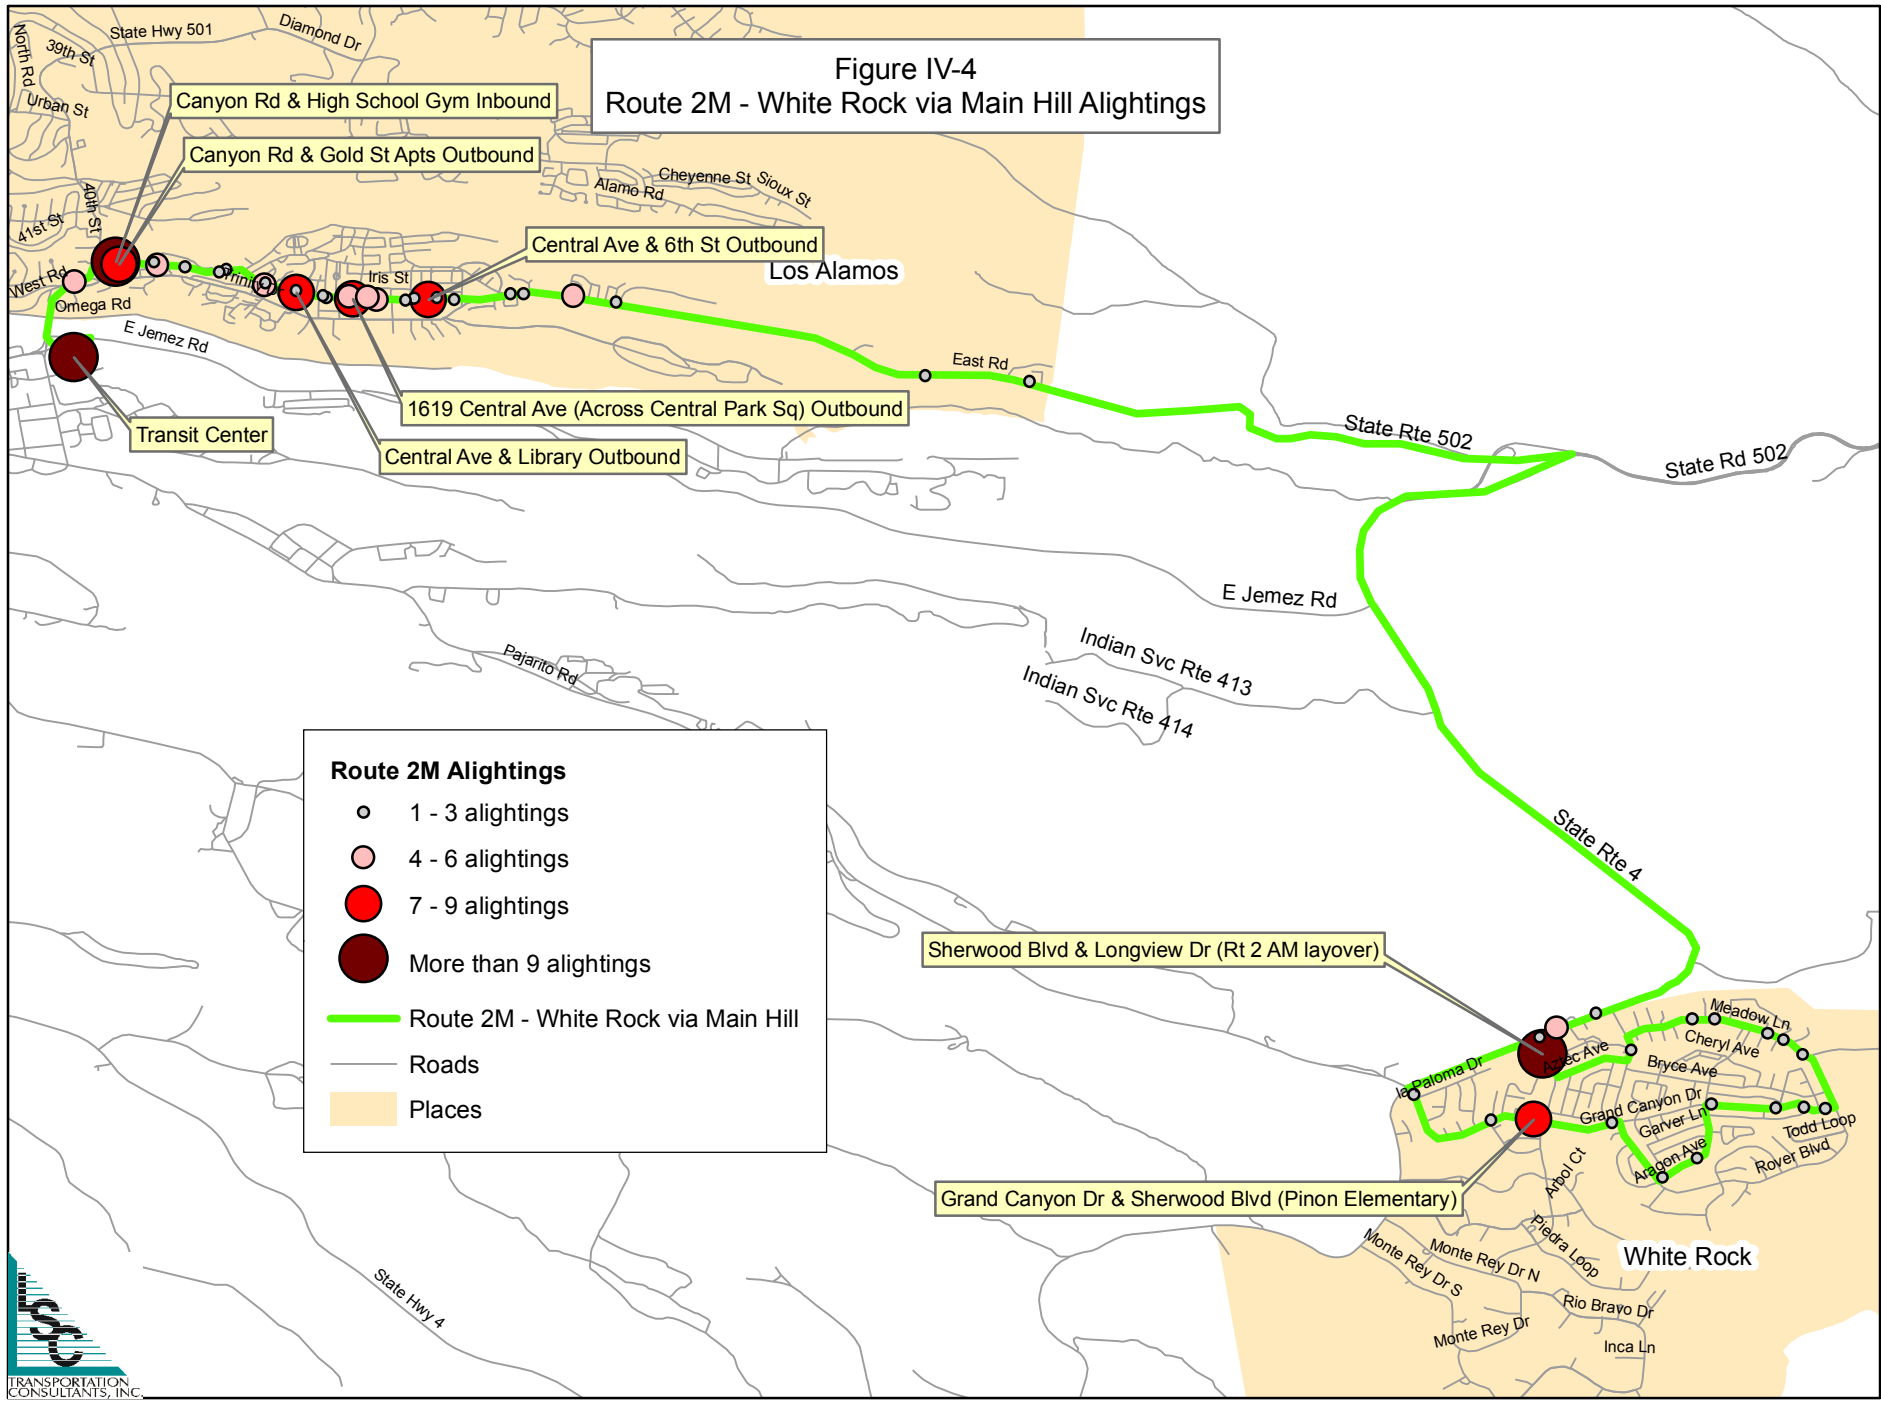 Figure IV-4
Route 2M - White Rock via Main Hill Alightings
State Hwy 501
Diamond Dr
North Rd
39th St
Urban St
Canyon Rd & High School Gym Inbound
Canyon Rd & Gold St Apts Outbound
Cheyenne St
Sioux St
Alamo Rd
40th St
41st St
Central Ave & 6th St Outbound
Los Alamos
West Rd
Trinity Dr
Iris St
Omega Rd
E Jemez Rd
East Rd
1619 Central Ave (Across Central Park Sq) Outbound
Transit Center
Central Ave & Library Outbound
State Rte 502
State Rd 502
E Jemez Rd
Indian Svc Rte 413
Indian Svc Rte 414
Pajarito Rd
Route 2M Alightings
1 - 3 alightings
4 - 6 alightings
7 - 9 alightings
More than 9 alightings
Route 2M - White Rock via Main Hill
Roads
Places
State Rte 4
Sherwood Blvd & Longview Dr (Rt 2 AM layover)
Meadow Ln
Cheryl Ave
Aztec Ave
Bryce Ave
la Paloma Dr
Grand Canyon Dr
Garver Ln
Todd Loop
Rover Blvd
Aragon Ave
Arbol Ct
Grand Canyon Dr & Sherwood Blvd (Pinon Elementary)
Piedra Loop
White Rock
Monte Rey Dr N
Monte Rey Dr S
Rio Bravo Dr
Monte Rey Dr
Inca Ln
State Hwy 4
LSC
TRANSPORTATION
CONSULTANTS, INC.